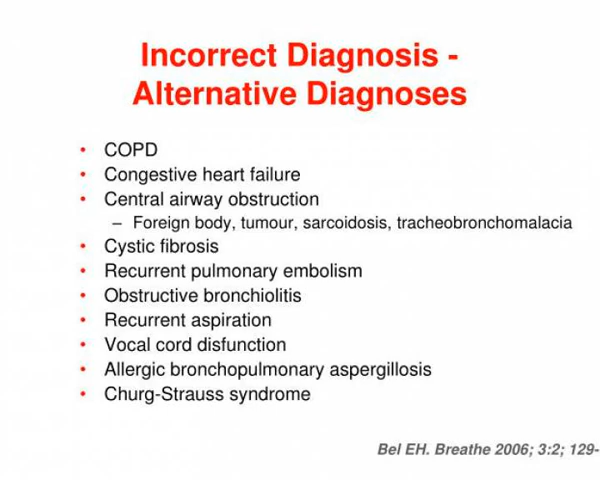 Incorrect Diagnosis -
Alternative Diagnoses
• COPD
• Congestive heart failure
• Central airway obstruction
– Foreign body, tumour, sarcoidosis, tracheobronchomalacia
• Cystic fibrosis
• Recurrent pulmonary embolism
• Obstructive bronchiolitis
• Recurrent aspiration
• Vocal cord disfunction
• Allergic bronchopulmonary aspergillosis
• Churg-Strauss syndrome
Bel EH. Breathe 2006; 3:2; 129-